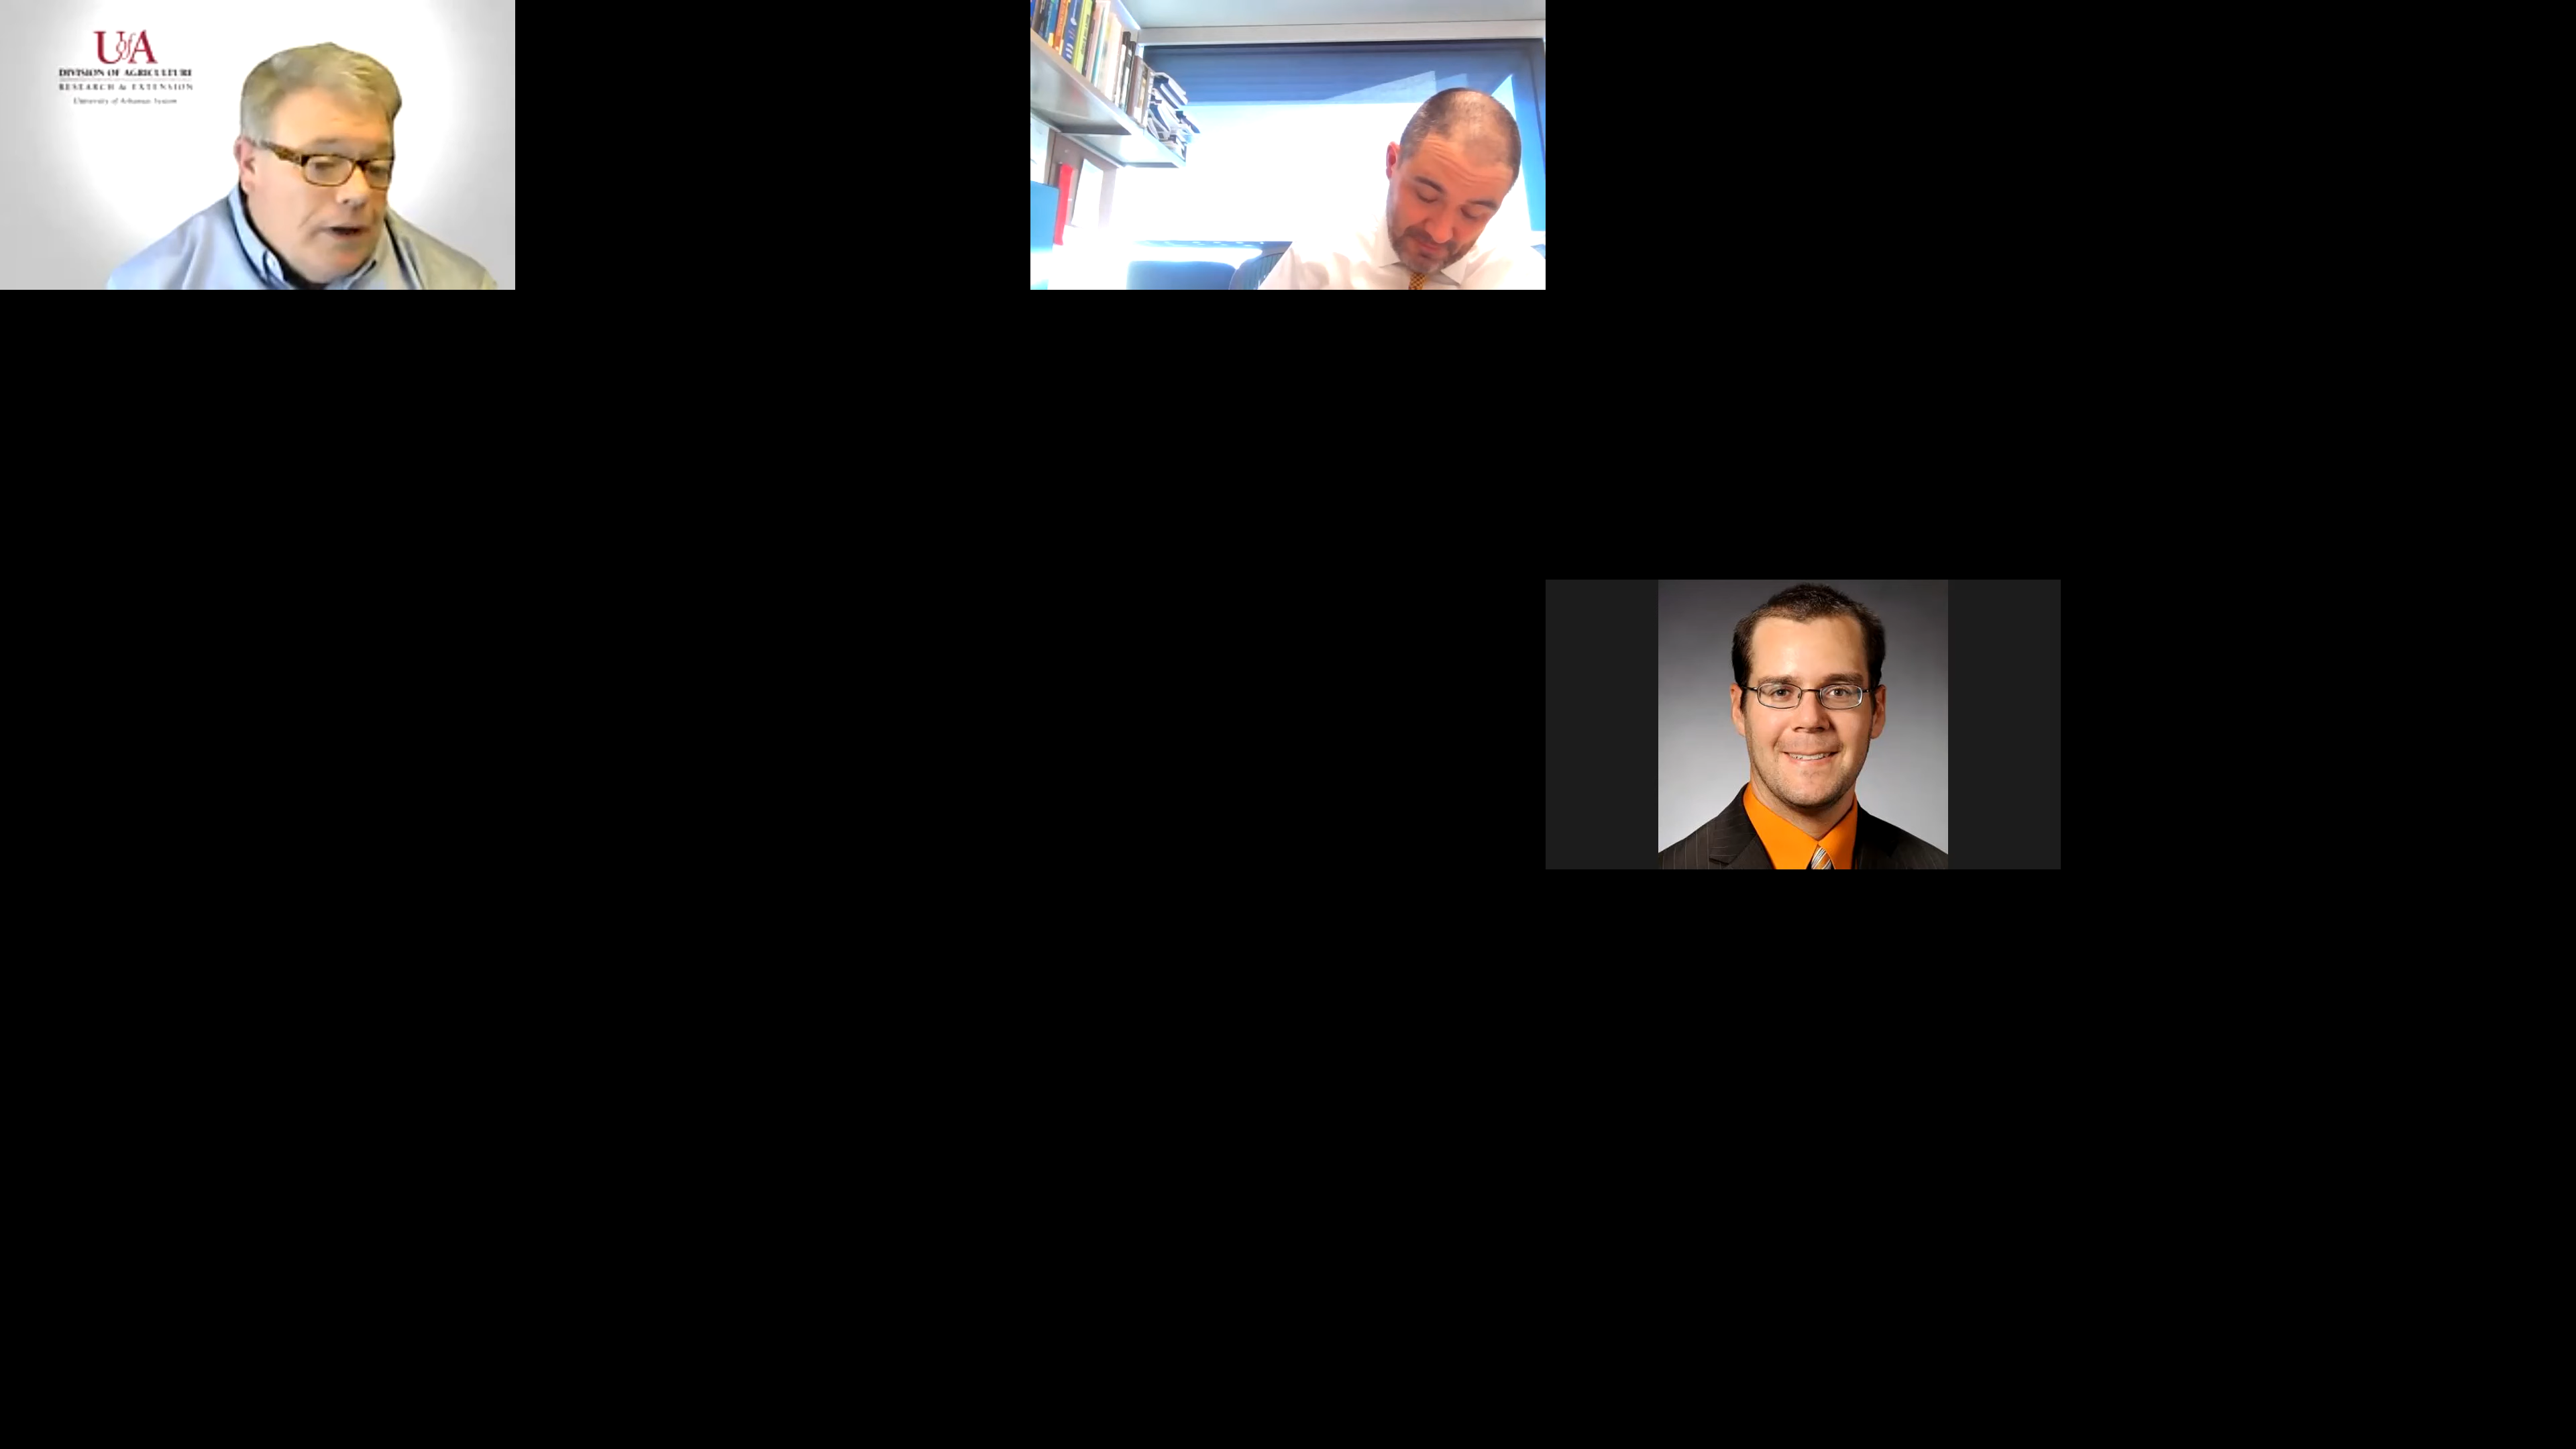 UofA
DIVISION OF AGRICULTURE
RESEARCH & EXTENSION
University of Arkansas System